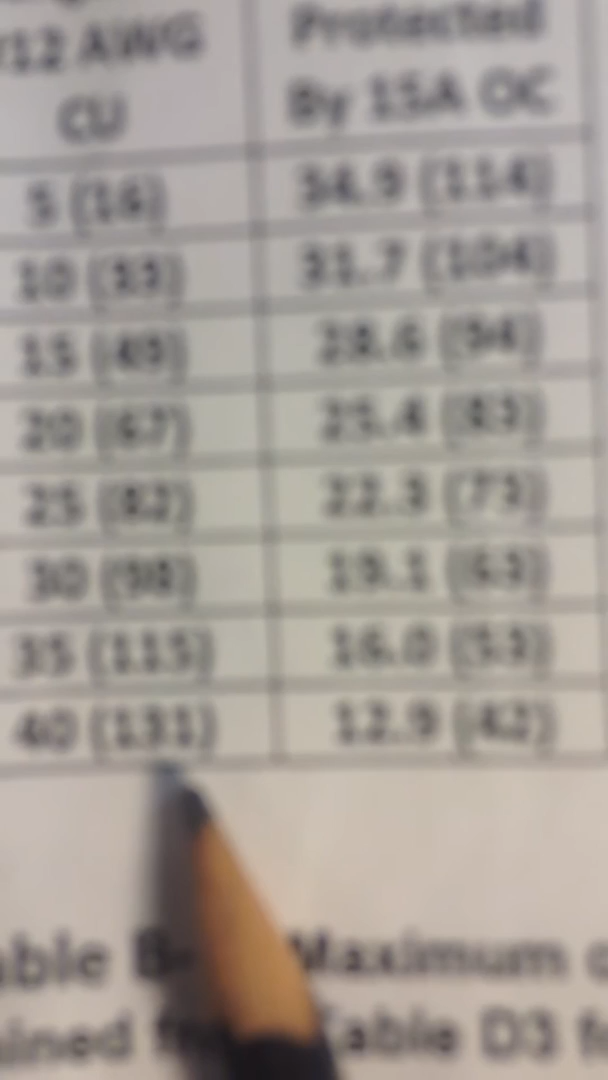 12 AWG Protected
CU By 15A OC
5 (16) 34.9 (114)
10 (33) 31.7 (104)
15 (49) 28.6 (94)
20 (67) 25.4 (83)
25 (82) 22.3 (73)
30 (98) 19.1 (63)
35 (115) 16.0 (53)
40 (131) 12.9 (42)
Maximum
Table D3